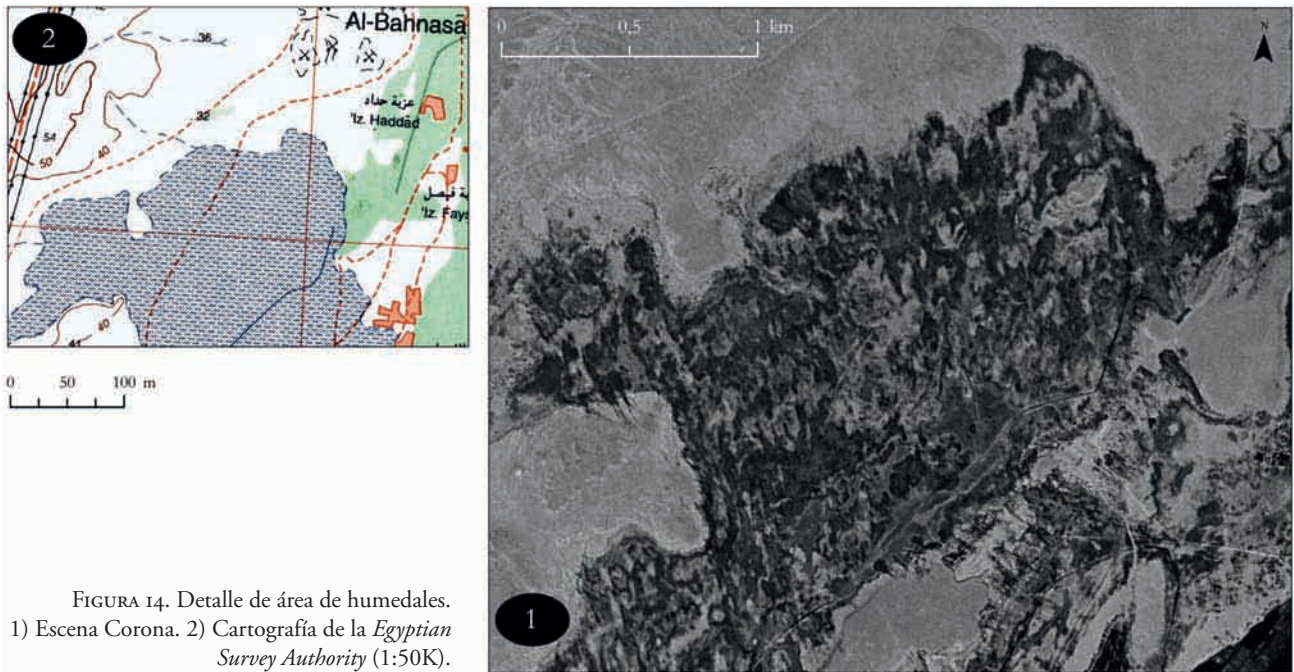 2
36
Al-Bahnasā
32
عزبة حداد
'Iz. Haddād
54
50
40
'Iz. Fays
40
41
0 50 100 m
0 0,5 1 km
N
1
FIGURA 14. Detalle de área de humedales.
1) Escena Corona. 2) Cartografía de la Egyptian
Survey Authority (1:50K).